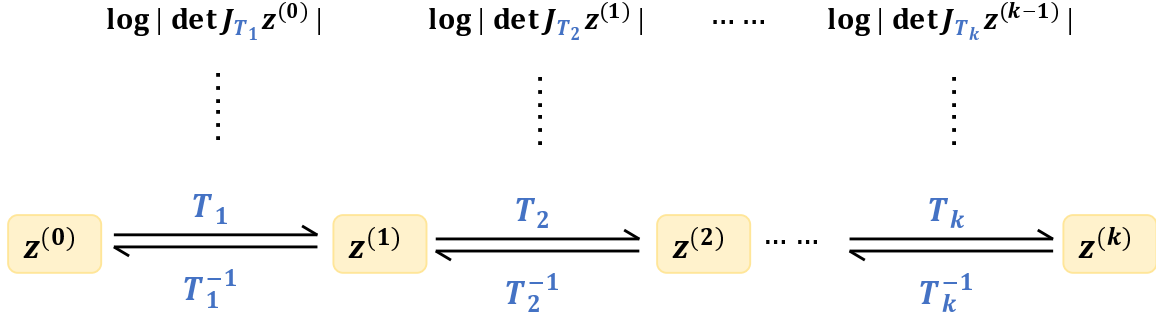 log | det J_{T_1} z^{(0)} | log | det J_{T_2} z^{(1)} | ... ... log | det J_{T_k} z^{(k−1)} |
T_1 T_2 T_k
z^{(0)} z^{(1)} z^{(2)} ... ... z^{(k)}
T_1^{−1} T_2^{−1} T_k^{−1}